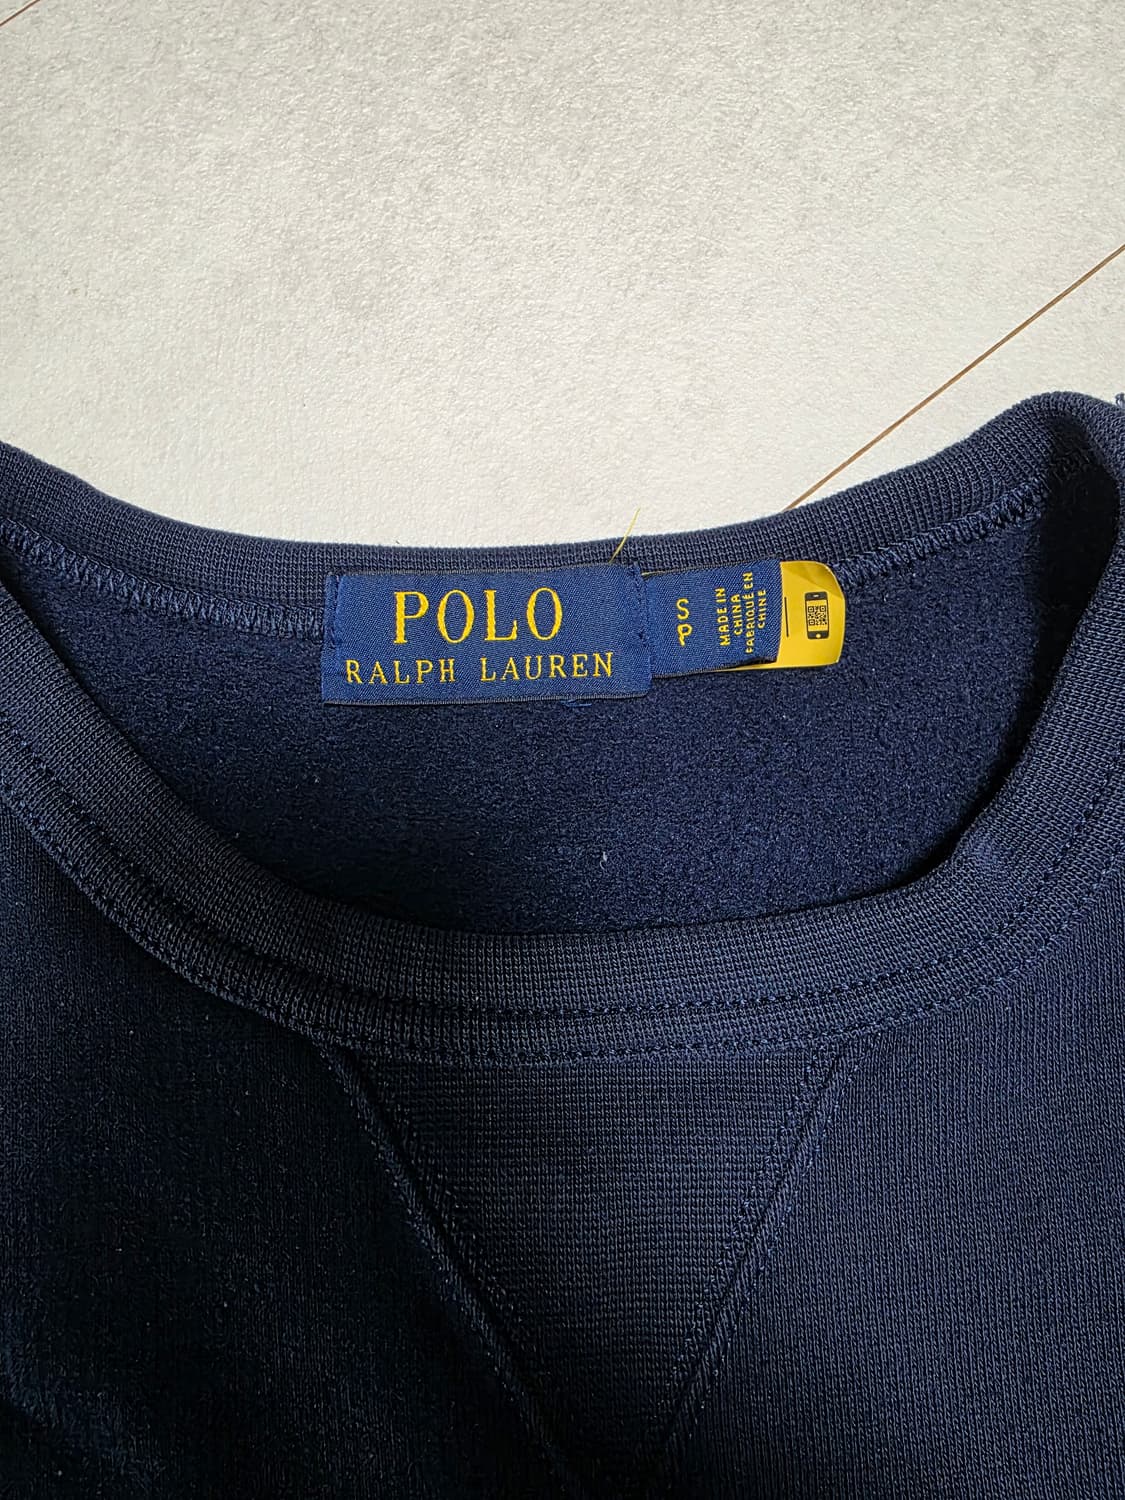 POLO
RALPH LAUREN
S
P
MADE IN
CHINA
FABRIQUÉ EN
CHINE